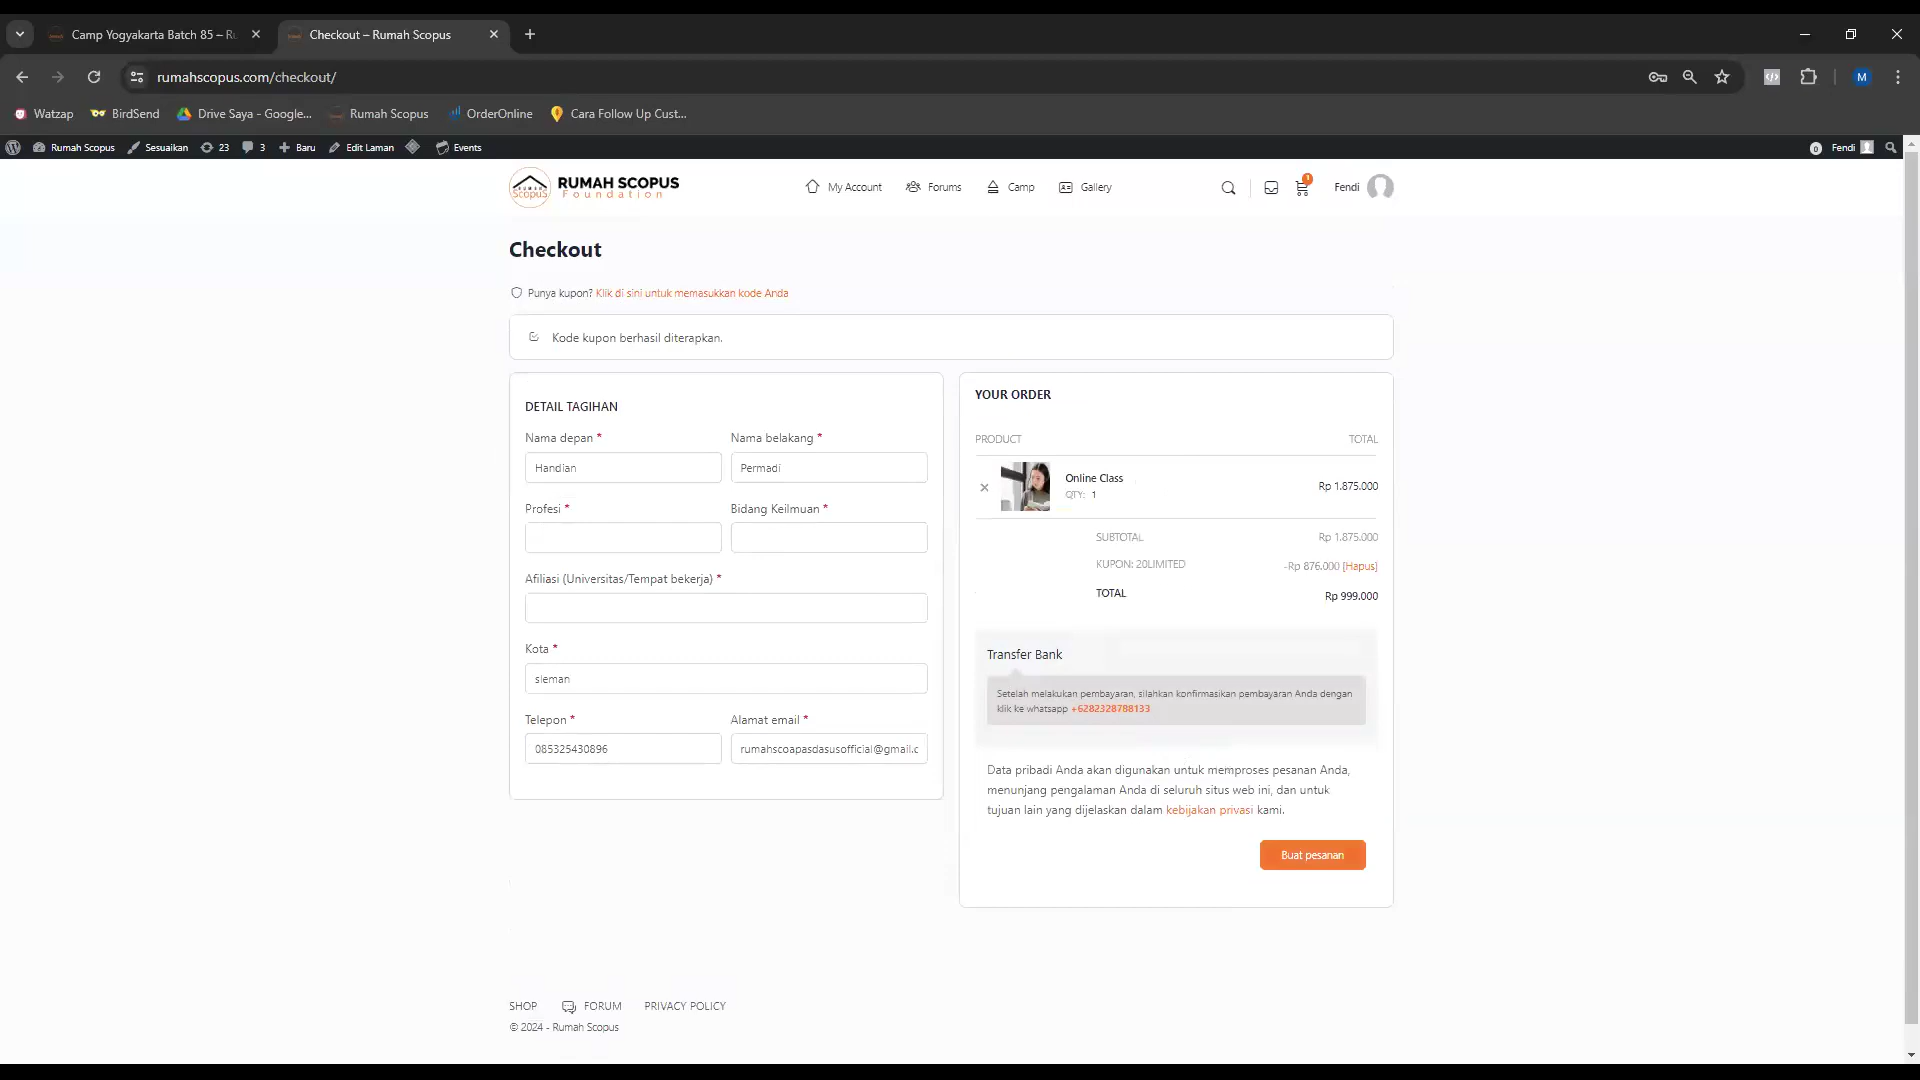 Camp Yogyakarta Batch 85 – Ru
Checkout – Rumah Scopus
rumahscopus.com/checkout/
M
Watzap
BirdSend
Drive Saya - Google...
Rumah Scopus
OrderOnline
Cara Follow Up Cust...
Rumah Scopus
Sesuaikan
23
3
Baru
Edit Laman
Events
0
Fendi
RUMAH SCOPUS
Foundation
My Account
Forums
Camp
Gallery
1
Fendi
Checkout
Punya kupon? Klik di sini untuk memasukkan kode Anda
Kode kupon berhasil diterapkan.
DETAIL TAGIHAN
Nama depan *
Nama belakang *
Handian
Permadi
Profesi *
Bidang Keilmuan *
Afiliasi (Universitas/Tempat bekerja) *
Kota *
sleman
Telepon *
Alamat email *
085325430896
rumahscoapasdasusofficial@gmail.c
YOUR ORDER
PRODUCT
TOTAL
Online Class
QTY: 1
Rp 1.875.000
SUBTOTAL
Rp 1.875.000
KUPON: 20LIMITED
-Rp 876.000 [Hapus]
TOTAL
Rp 999.000
Transfer Bank
Setelah melakukan pembayaran, silahkan konfirmasikan pembayaran Anda dengan
klik ke whatsapp +6282328788133
Data pribadi Anda akan digunakan untuk memproses pesanan Anda,
menunjang pengalaman Anda di seluruh situs web ini, dan untuk
tujuan lain yang dijelaskan dalam kebijakan privasi kami.
Buat pesanan
SHOP
FORUM
PRIVACY POLICY
© 2024 - Rumah Scopus